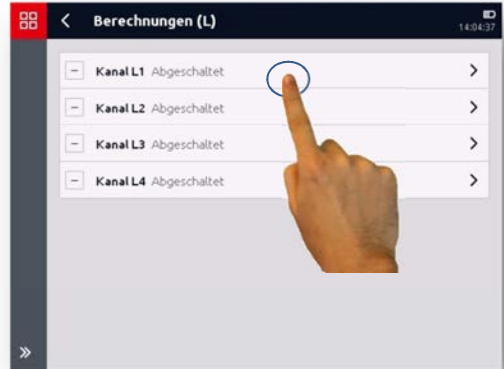 Berechnungen (L)
14:04:37
Kanal L1 Abgeschaltet
Kanal L2 Abgeschaltet
Kanal L3 Abgeschaltet
Kanal L4 Abgeschaltet